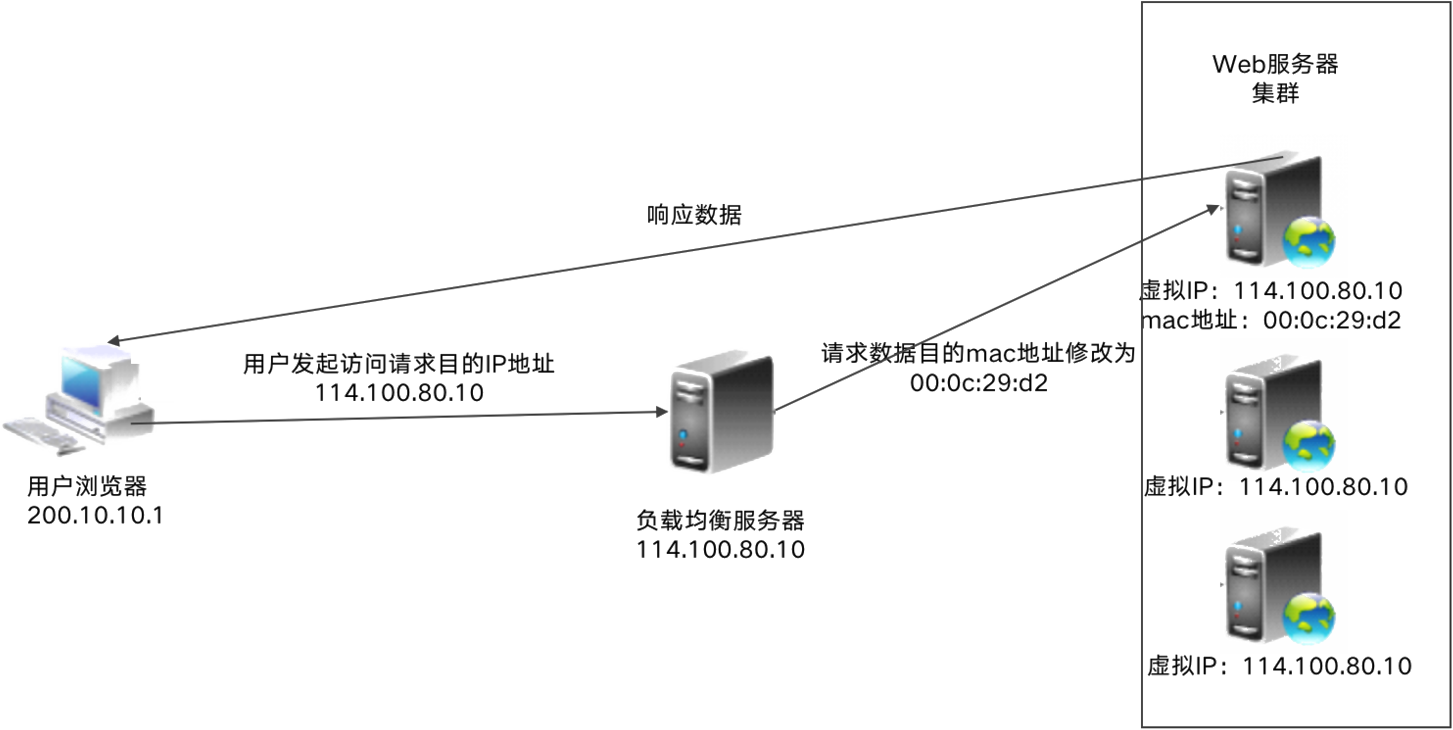 Web服务器
集群
响应数据
虚拟IP：114.100.80.10
mac地址：00:0c:29:d2
用户发起访问请求目的IP地址
114.100.80.10
请求数据目的mac地址修改为
00:0c:29:d2
用户浏览器
200.10.10.1
负载均衡服务器
114.100.80.10
虚拟IP：114.100.80.10
虚拟IP：114.100.80.10